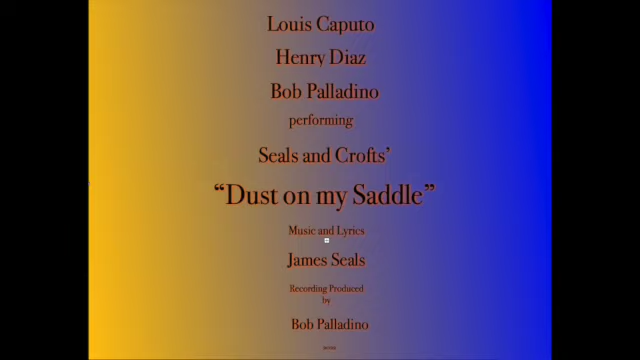 Louis Caputo
Henry Diaz
Bob Palladino
performing
Seals and Crofts’
“Dust on my Saddle”
Music and Lyrics
James Seals
Recording Produced
by
Bob Palladino